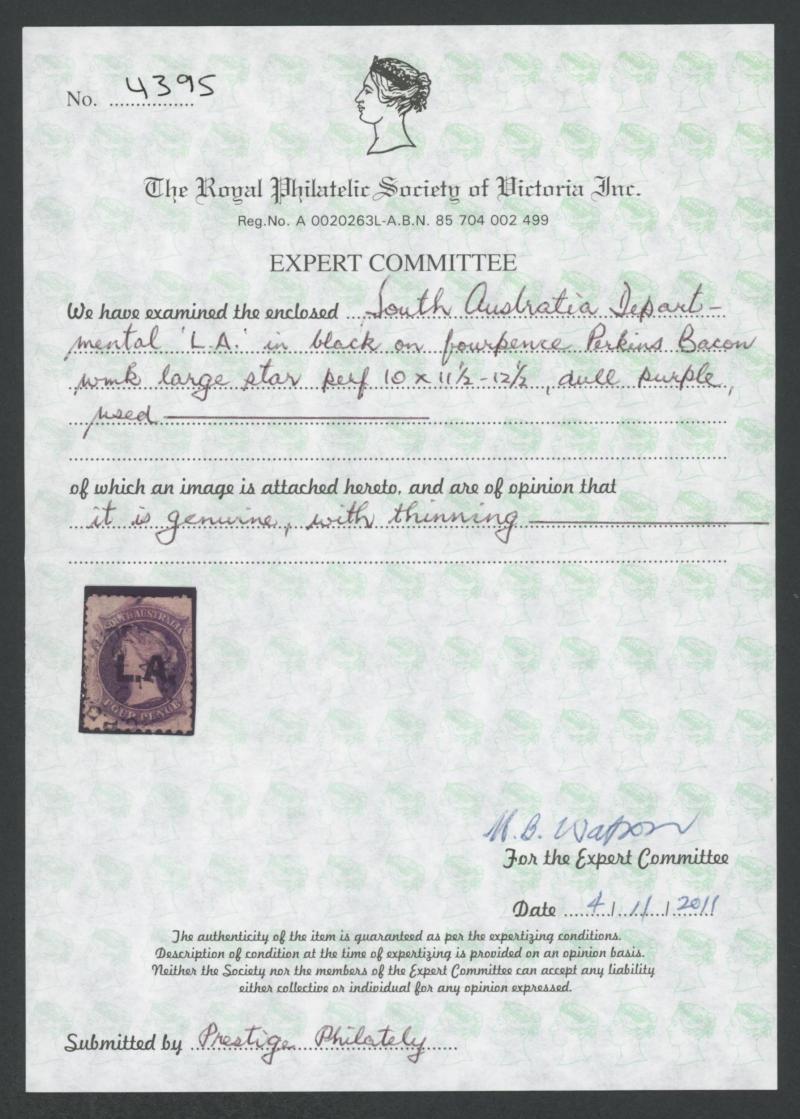 No. 4395
The Royal Philatelic Society of Victoria Inc.
Reg.No. A 0020263L-A.B.N. 85 704 002 499
EXPERT COMMITTEE
We have examined the enclosed South Australia Depart-
mental 'L.A.' in black on fourpence Perkins Bacon
wmk large star perf 10 x 11½-12½, dull purple,
used
of which an image is attached hereto, and are of opinion that
it is genuine, with thinning
SOUTH AUSTRALIA
L.A.
FOUR PENCE
M.B. Watson
For the Expert Committee
Date 4/11/2011
The authenticity of the item is guaranteed as per the expertizing conditions.
Description of condition at the time of expertizing is provided on an opinion basis.
Neither the Society nor the members of the Expert Committee can accept any liability
either collective or individual for any opinion expressed.
Submitted by Prestige Philately